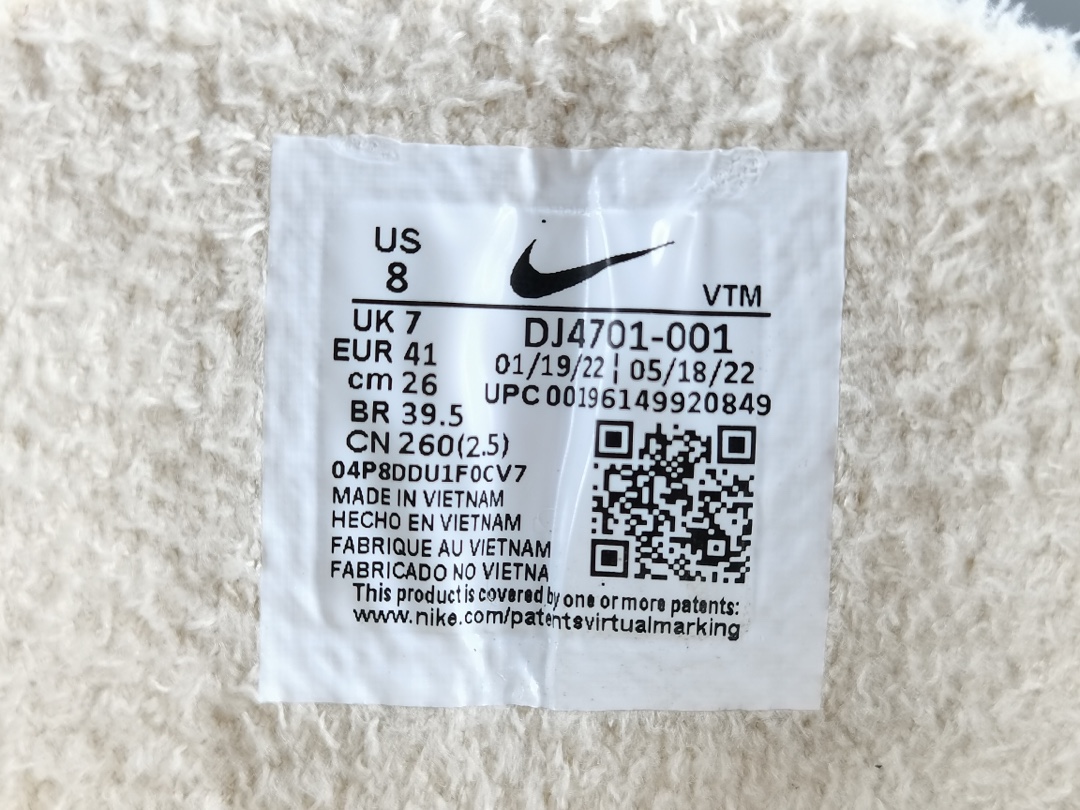 US
8
VTM
UK 7
EUR 41
cm 26
BR 39.5
CN 260(2.5)
DJ4701-001
01/19/22 ¦ 05/18/22
UPC 00196149920849
04P8DDU1F0CV7
MADE IN VIETNAM
HECHO EN VIETNAM
FABRIQUE AU VIETNAM
FABRICADO NO VIETNA
This product is covered by one or more patents:
www.nike.com/patentsvirtualmarking